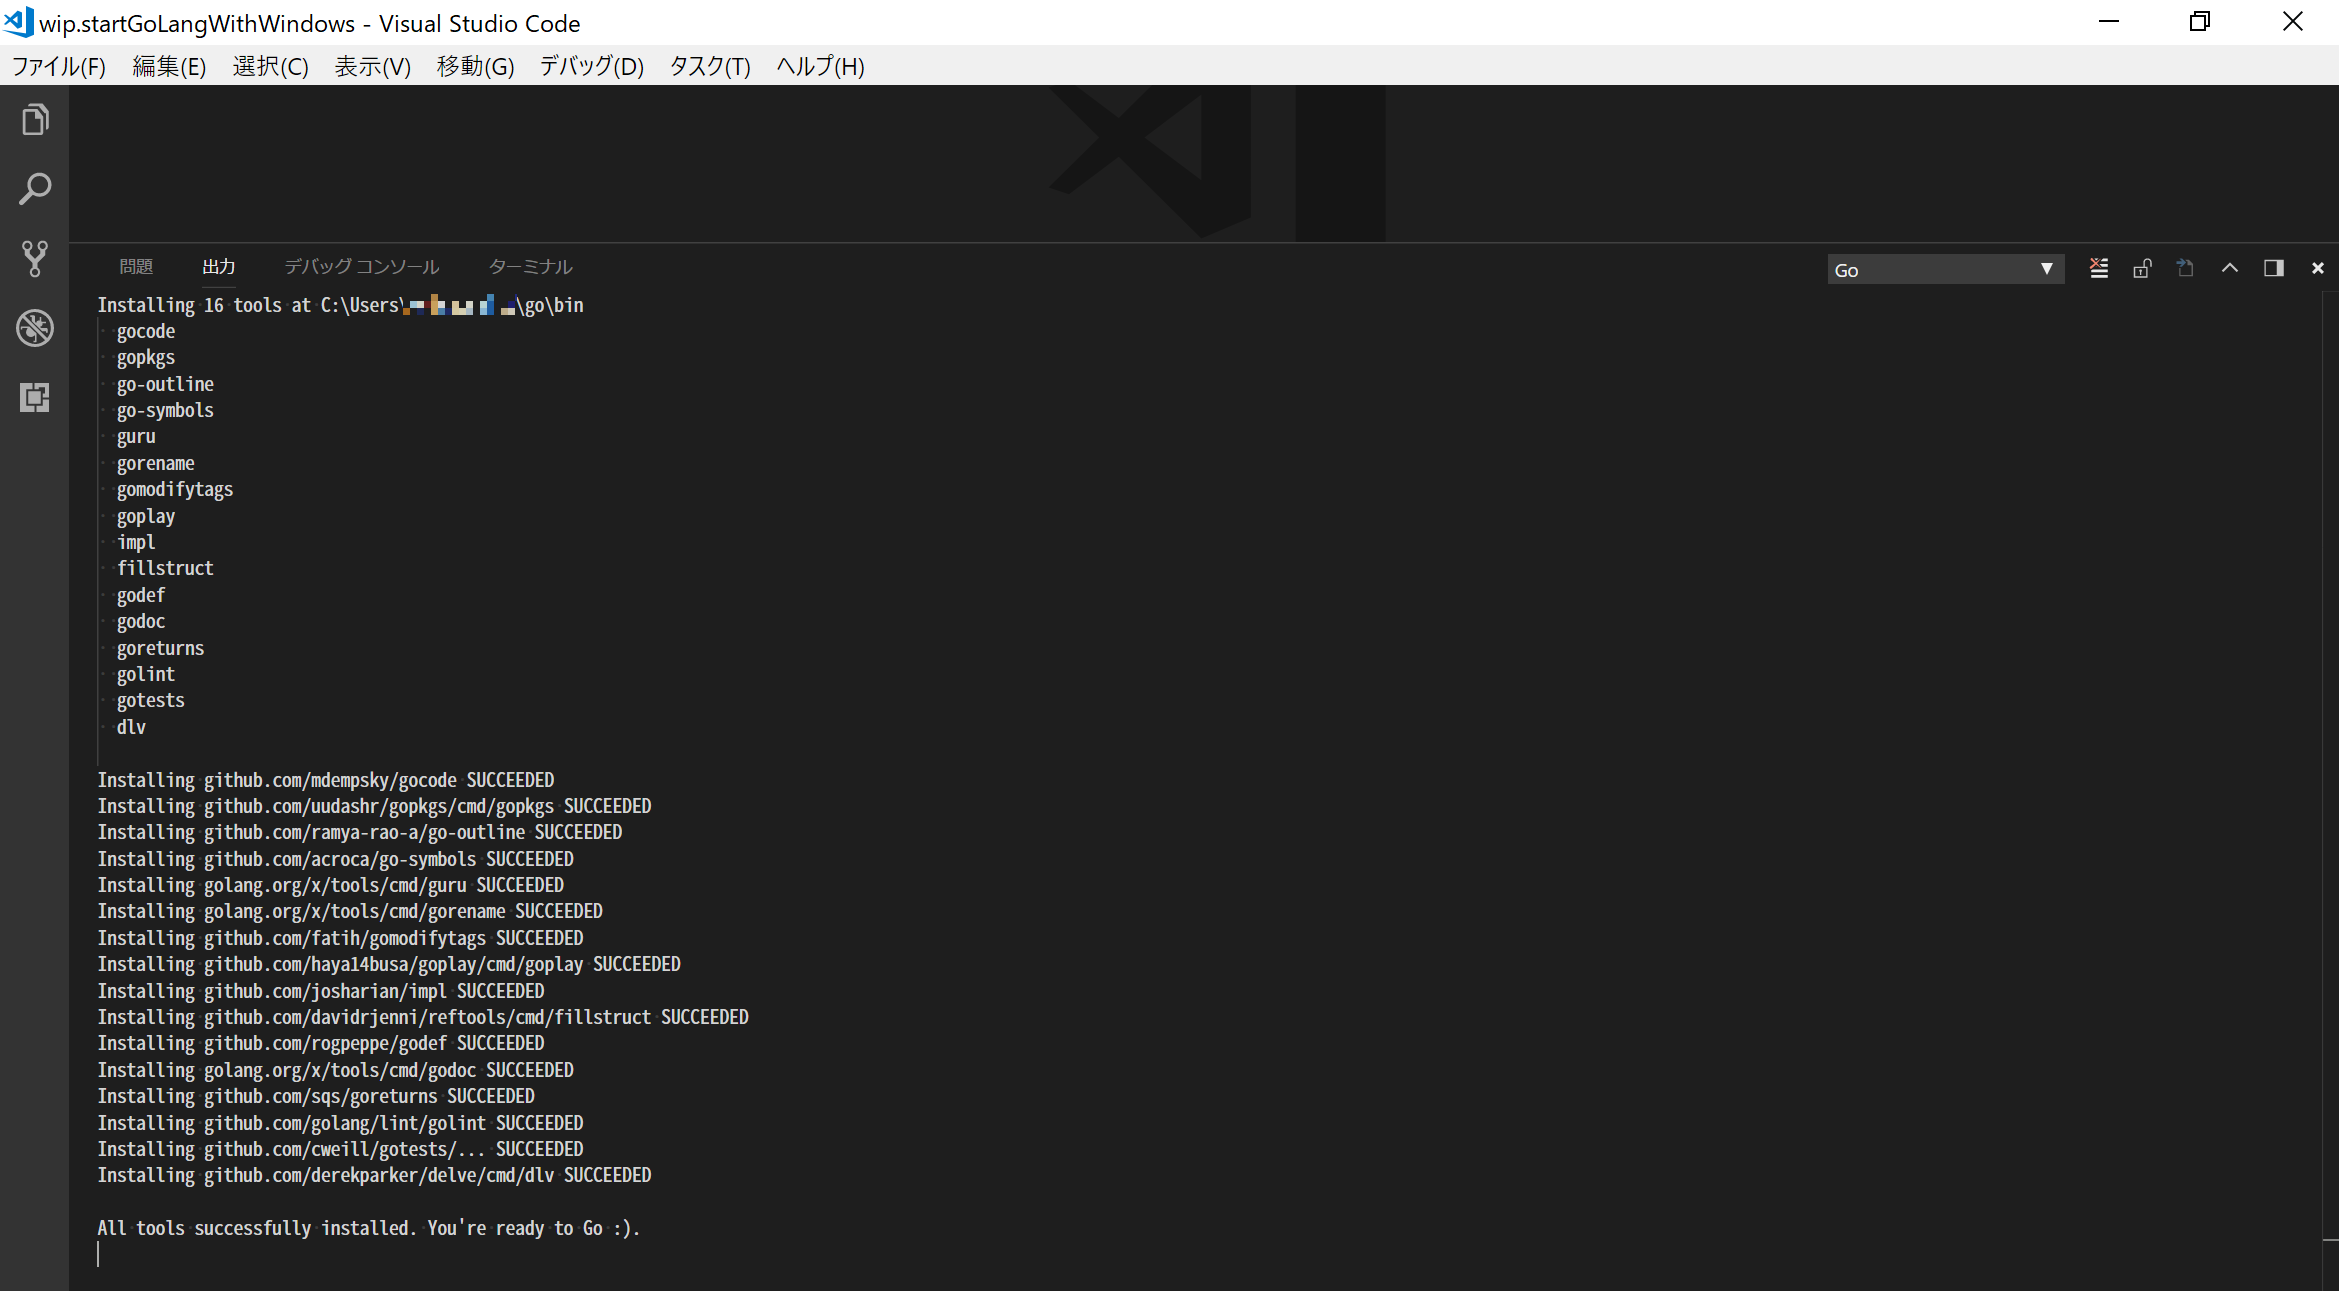 wip.startGoLangWithWindows - Visual Studio Code
ファイル(F) 編集(E) 選択(C) 表示(V) 移動(G) デバッグ(D) タスク(T) ヘルプ(H)
問題 出力 デバッグ コンソール ターミナル Go
Installing 16 tools at C:\Users\ \go\bin
gocode
gopkgs
go-outline
go-symbols
guru
gorename
gomodifytags
goplay
impl
fillstruct
godef
godoc
goreturns
golint
gotests
dlv
Installing github.com/mdempsky/gocode SUCCEEDED
Installing github.com/uudashr/gopkgs/cmd/gopkgs SUCCEEDED
Installing github.com/ramya-rao-a/go-outline SUCCEEDED
Installing github.com/acroca/go-symbols SUCCEEDED
Installing golang.org/x/tools/cmd/guru SUCCEEDED
Installing golang.org/x/tools/cmd/gorename SUCCEEDED
Installing github.com/fatih/gomodifytags SUCCEEDED
Installing github.com/haya14busa/goplay/cmd/goplay SUCCEEDED
Installing github.com/josharian/impl SUCCEEDED
Installing github.com/davidrjenni/reftools/cmd/fillstruct SUCCEEDED
Installing github.com/rogpeppe/godef SUCCEEDED
Installing golang.org/x/tools/cmd/godoc SUCCEEDED
Installing github.com/sqs/goreturns SUCCEEDED
Installing github.com/golang/lint/golint SUCCEEDED
Installing github.com/cweill/gotests/... SUCCEEDED
Installing github.com/derekparker/delve/cmd/dlv SUCCEEDED
All tools successfully installed. You're ready to Go :).